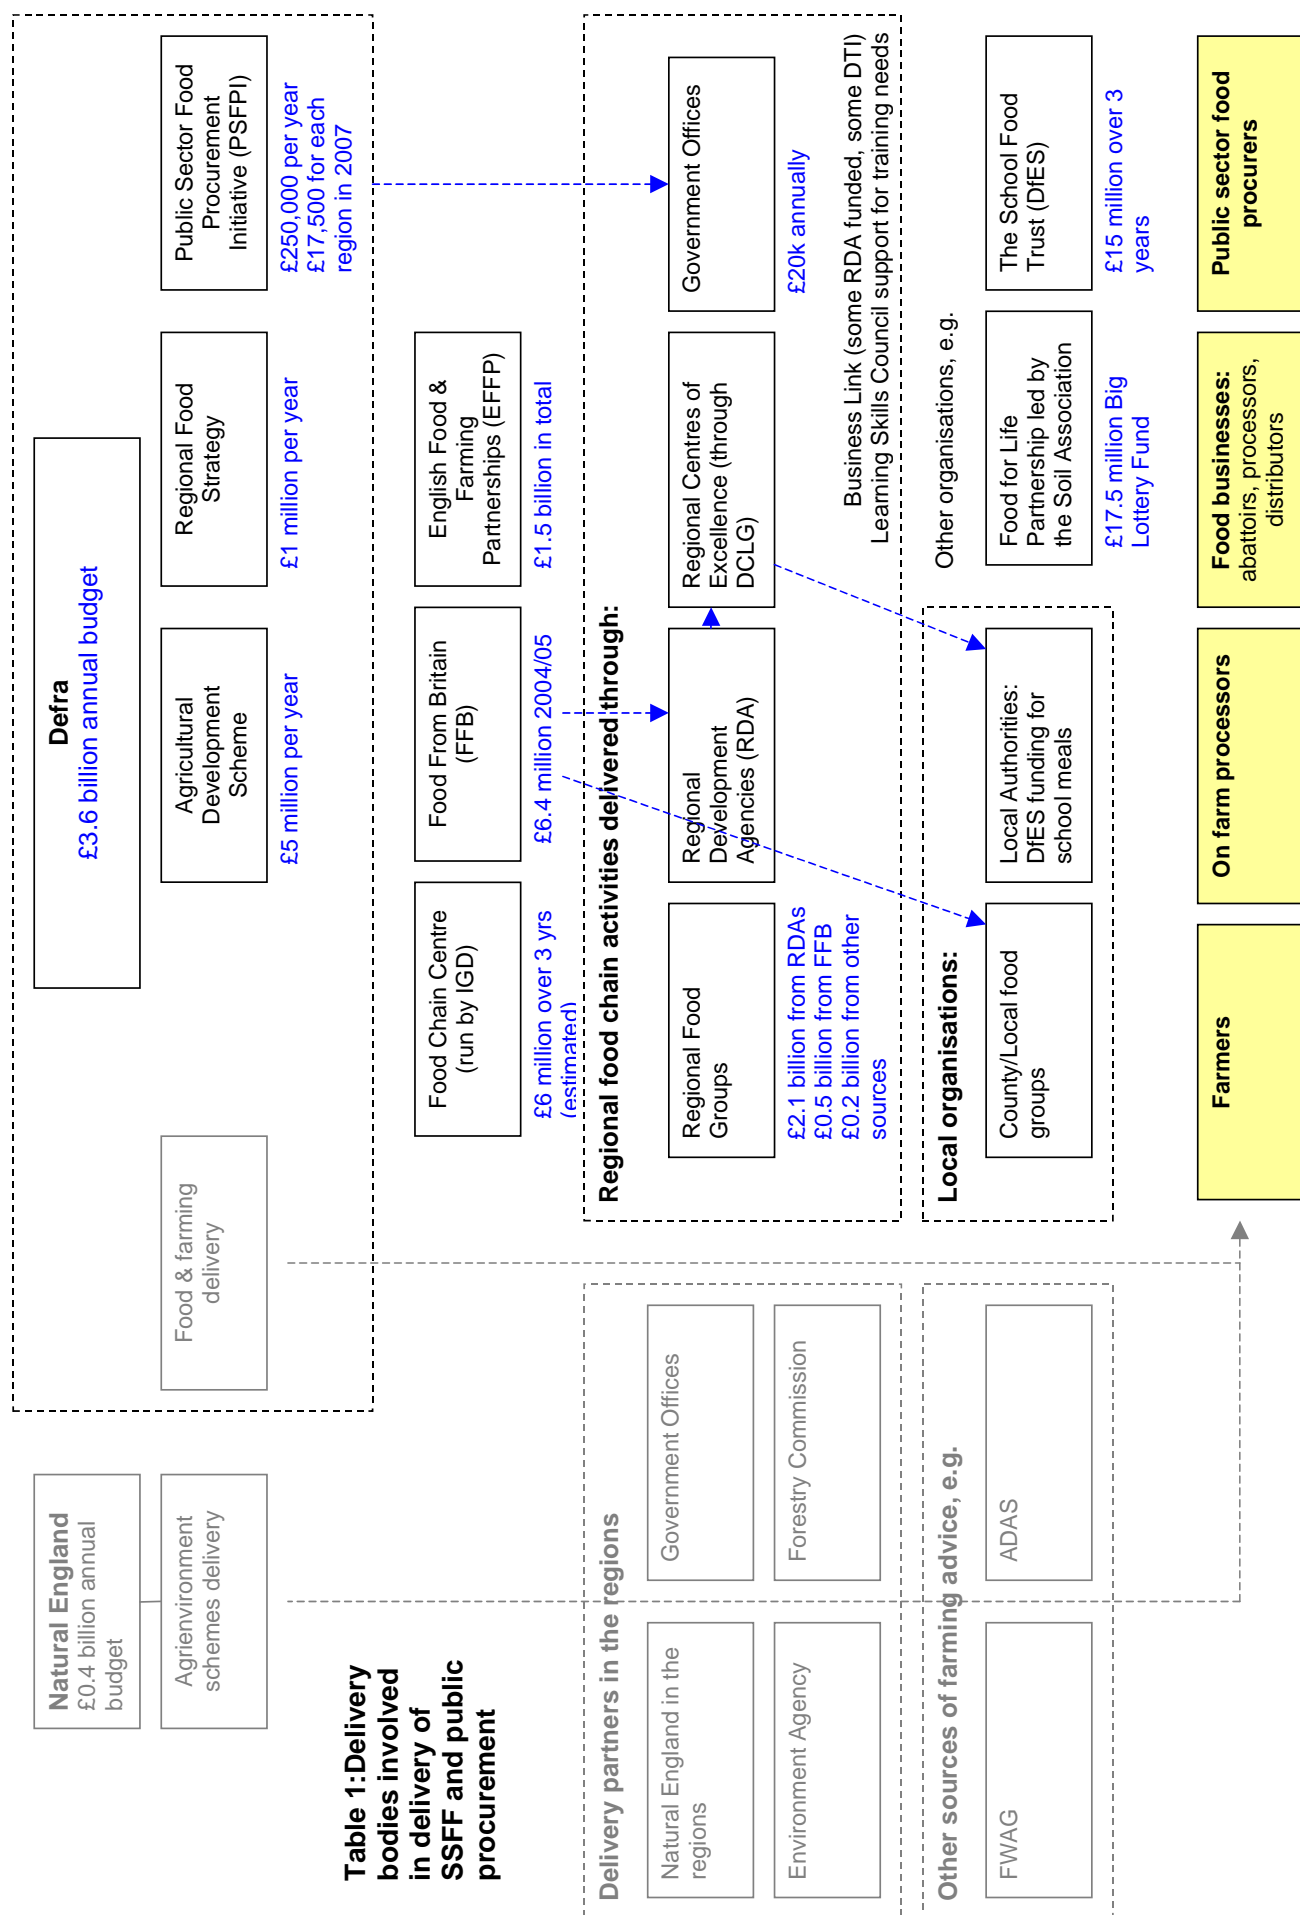 Natural England
£0.4 billion annual
budget
Agrienvironment
schemes delivery
Defra
£3.6 billion annual budget
Food & farming
delivery
Agricultural
Development
Scheme
£5 million per year
Regional Food
Strategy
£1 million per year
Public Sector Food
Procurement
Initiative (PSFPI)
£250,000 per year
£17,500 for each
region in 2007
Table 1:Delivery
bodies involved
in delivery of
SSFF and public
procurement
Food Chain Centre
(run by IGD)
£6 million over 3 yrs
(estimated)
Food From Britain
(FFB)
£6.4 million 2004/05
English Food &
Farming
Partnerships (EFFP)
£1.5 billion in total
Delivery partners in the regions
Natural England in the
regions
Government Offices
Environment Agency
Forestry Commission
Regional food chain activities delivered through:
Regional Food
Groups
£2.1 billion from RDAs
£0.5 billion from FFB
£0.2 billion from other
sources
Regional
Development
Agencies (RDA)
Regional Centres of
Excellence (through
DCLG)
Government Offices
£20k annually
Business Link (some RDA funded, some DTI)
Learning Skills Council support for training needs
Other sources of farming advice, e.g.
FWAG
ADAS
Local organisations:
County/Local food
groups
Local Authorities:
DfES funding for
school meals
Other organisations, e.g.
Food for Life
Partnership led by
the Soil Association
£17.5 million Big
Lottery Fund
The School Food
Trust (DfES)
£15 million over 3
years
Farmers
On farm processors
Food businesses:
abattoirs, processors,
distributors
Public sector food
procurers